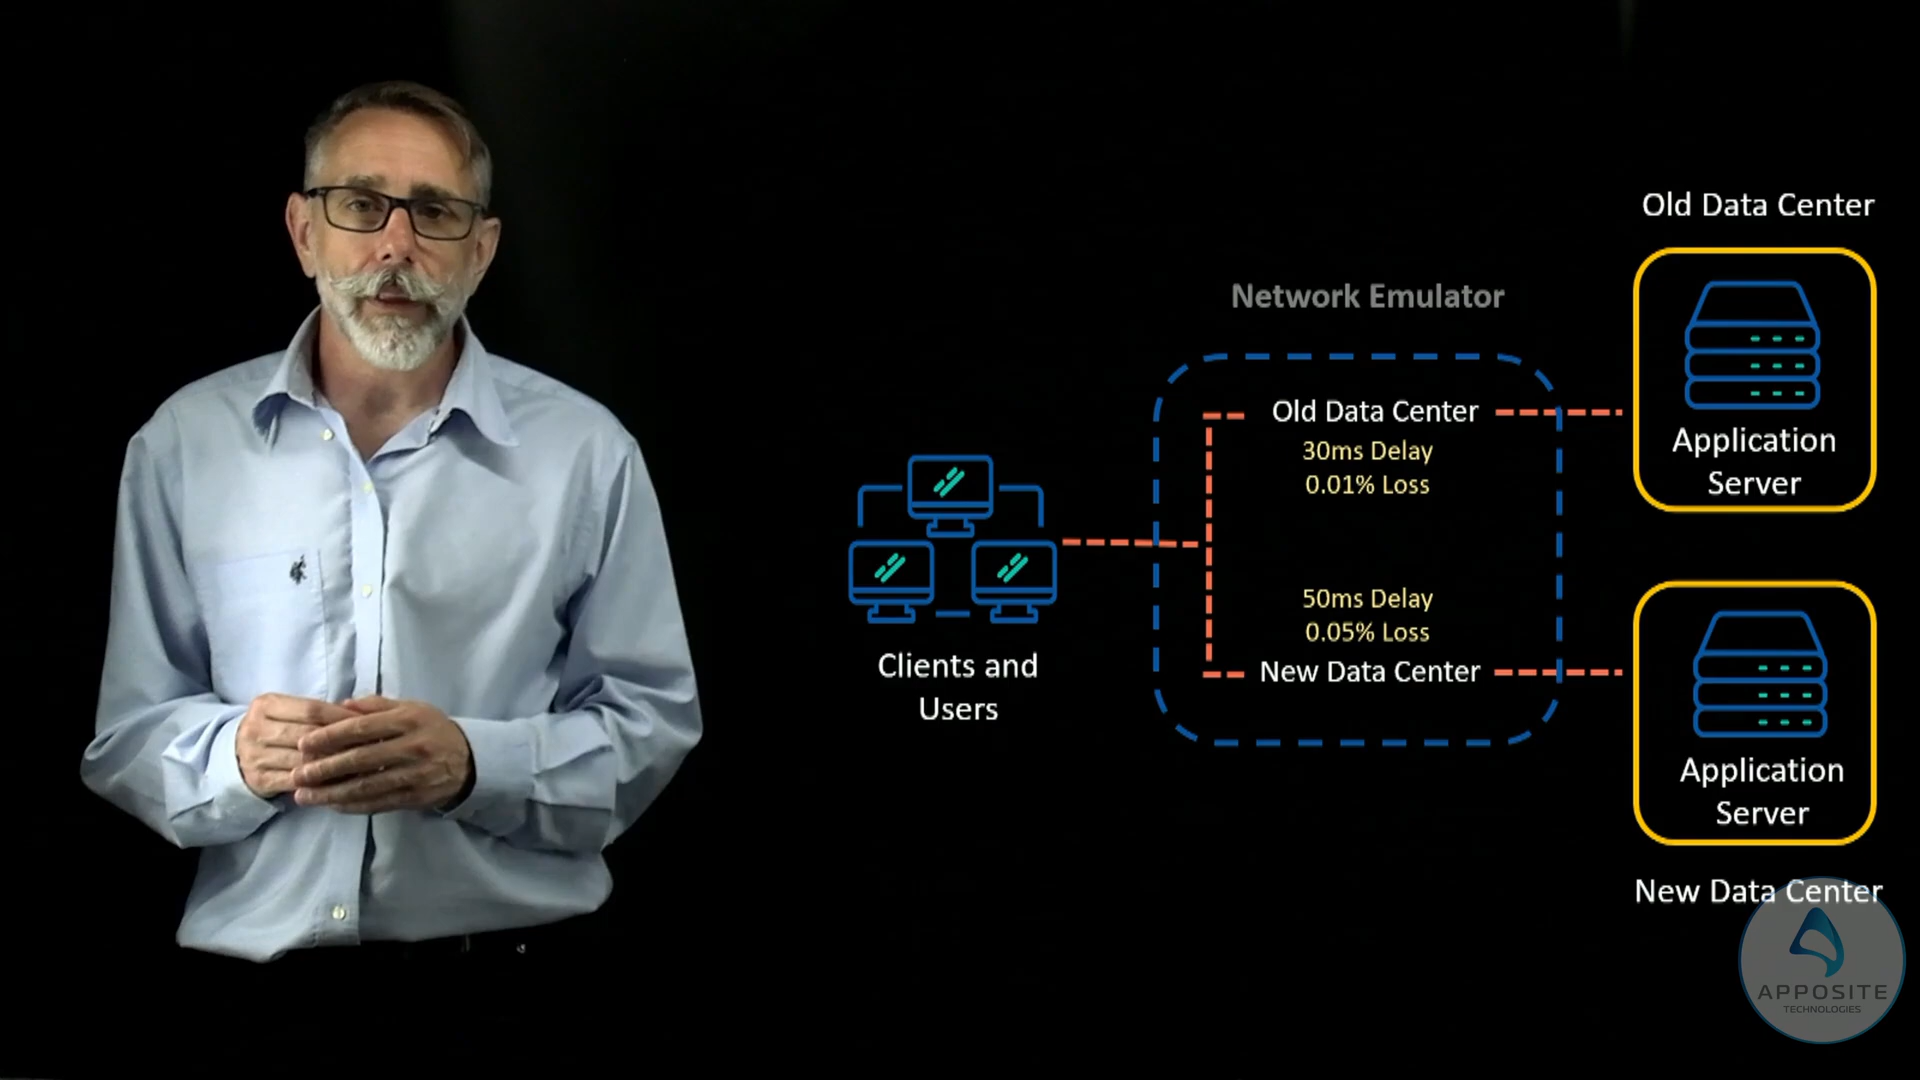 Old Data Center
Network Emulator
Old Data Center
30ms Delay
0.01% Loss
Application
Server
50ms Delay
0.05% Loss
New Data Center
Clients and
Users
Application
Server
New Data Center
APPOSITE
TECHNOLOGIES